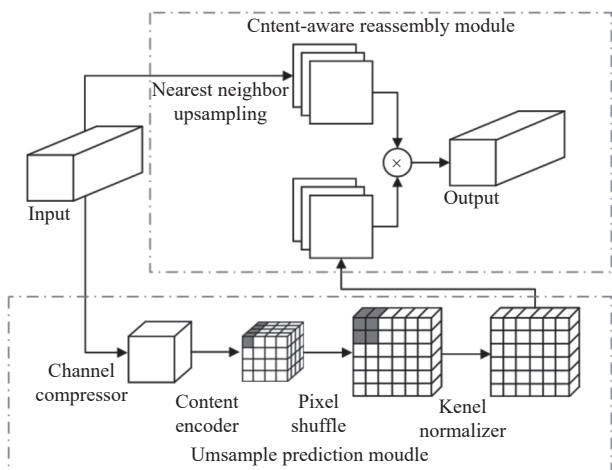 Cntent-aware reassembly module
Nearest neighbor
upsampling
×
Input
Output
Channel
compressor
Content
encoder
Pixel
shuffle
Kenel
normalizer
Umsample prediction moudle